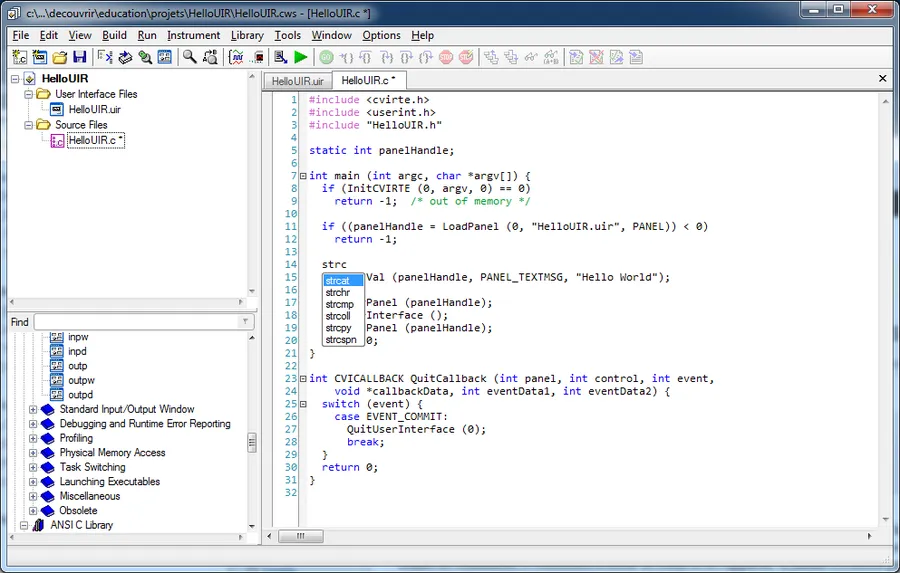 c:\...\decouvrir\education\projets\HelloUIR\HelloUIR.cws - [HelloUIR.c *]
File Edit View Build Run Instrument Library Tools Window Options Help
HelloUIR
User Interface Files
HelloUIR.uir
Source Files
HelloUIR.c *
Find
inpw
inpd
outp
outpw
outpd
Standard Input/Output Window
Debugging and Runtime Error Reporting
Profiling
Physical Memory Access
Task Switching
Launching Executables
Miscellaneous
Obsolete
ANSI C Library
HelloUIR.uir HelloUIR.c *
1 #include <cvirte.h>
2 #include <userint.h>
3 #include "HelloUIR.h"
4
5 static int panelHandle;
6
7 int main (int argc, char *argv[]) {
8 if (InitCVIRTE (0, argv, 0) == 0)
9 return -1; /* out of memory */
10
11 if ((panelHandle = LoadPanel (0, "HelloUIR.uir", PANEL)) < 0)
12 return -1;
13
14 strc
15 Val (panelHandle, PANEL_TEXTMSG, "Hello World");
16
17 Panel (panelHandle);
18 Interface ();
19 Panel (panelHandle);
20 0;
21 }
22
23 int CVICALLBACK QuitCallback (int panel, int control, int event,
24 void *callbackData, int eventData1, int eventData2) {
25 switch (event) {
26 case EVENT_COMMIT:
27 QuitUserInterface (0);
28 break;
29 }
30 return 0;
31 }
32
strcat
strchr
strcmp
strcoll
strcpy
strcspn